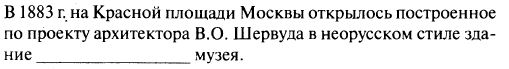 В 1883 г. на Красной площади Москвы открылось построенное
по проекту архитектора В.О. Шервуда в неорусском стиле зда-
ние _________________ музея.